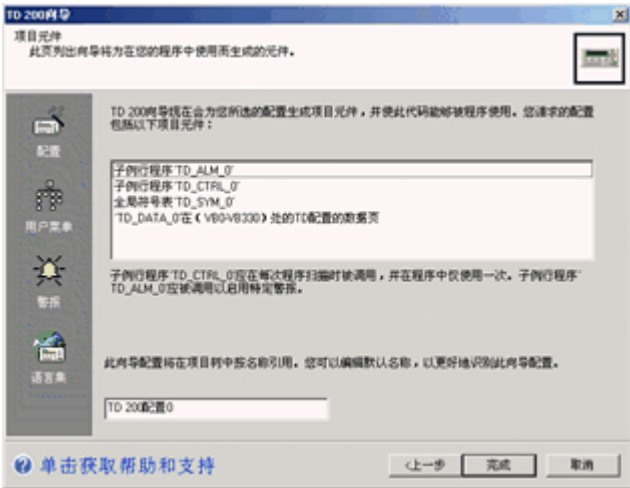 TD 200向导
项目元件
此页列出向导将为在您的程序中使用而生成的元件。
TD 200向导现在会为您所选的配置生成项目元件，并使此代码能够被程序使用。您请求的配置
包括以下项目元件：
子例行程序'TD_ALM_0'
子例行程序'TD_CTRL_0'
全局符号表'TD_SYM_0'
'TD_DATA_0'在（VB0-VB330）处的TD配置的数据页
子例行程序'TD_CTRL_0'应在每次程序扫描时被调用，并在程序中仅使用一次。子例行程序'
TD_ALM_0'应被调用以启用特定警报。
此向导配置将在项目树中按名称引用。您可以编辑默认名称，以更好地识别此向导配置。
TD 200配置0
配置
用户菜单
警报
语言集
单击获取帮助和支持
<上一步
完成
取消